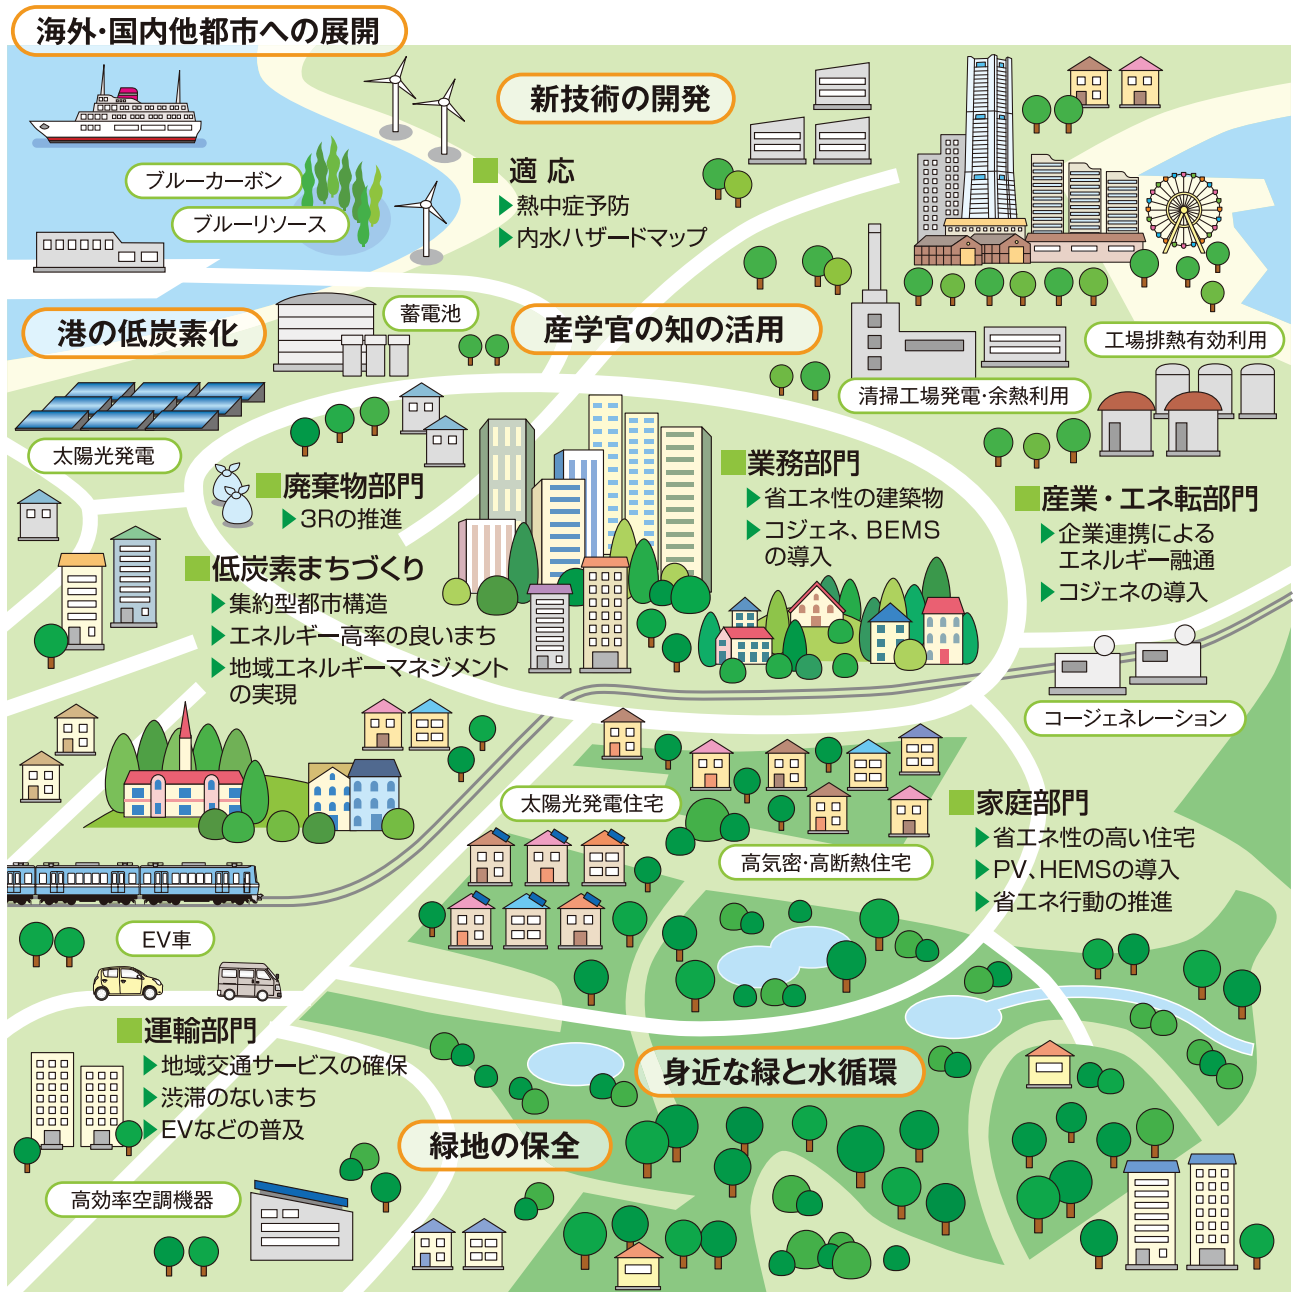 海外・国内他都市への展開
新技術の開発
ブルーカーボン
ブルーリソース
■適 応
▶熱中症予防
▶内水ハザードマップ
港の低炭素化
蓄電池
産学官の知の活用
工場排熱有効利用
清掃工場発電・余熱利用
太陽光発電
■廃棄物部門
▶3Rの推進
■業務部門
▶省エネ性の建築物
▶コジェネ、BEMS
の導入
■産業・エネ転部門
▶企業連携による
エネルギー融通
▶コジェネの導入
■低炭素まちづくり
▶集約型都市構造
▶エネルギー高率の良いまち
▶地域エネルギーマネジメント
の実現
コージェネレーション
太陽光発電住宅
高気密・高断熱住宅
■家庭部門
▶省エネ性の高い住宅
▶PV、HEMSの導入
▶省エネ行動の推進
EV車
■運輸部門
▶地域交通サービスの確保
▶渋滞のないまち
▶EVなどの普及
身近な緑と水循環
緑地の保全
高効率空調機器